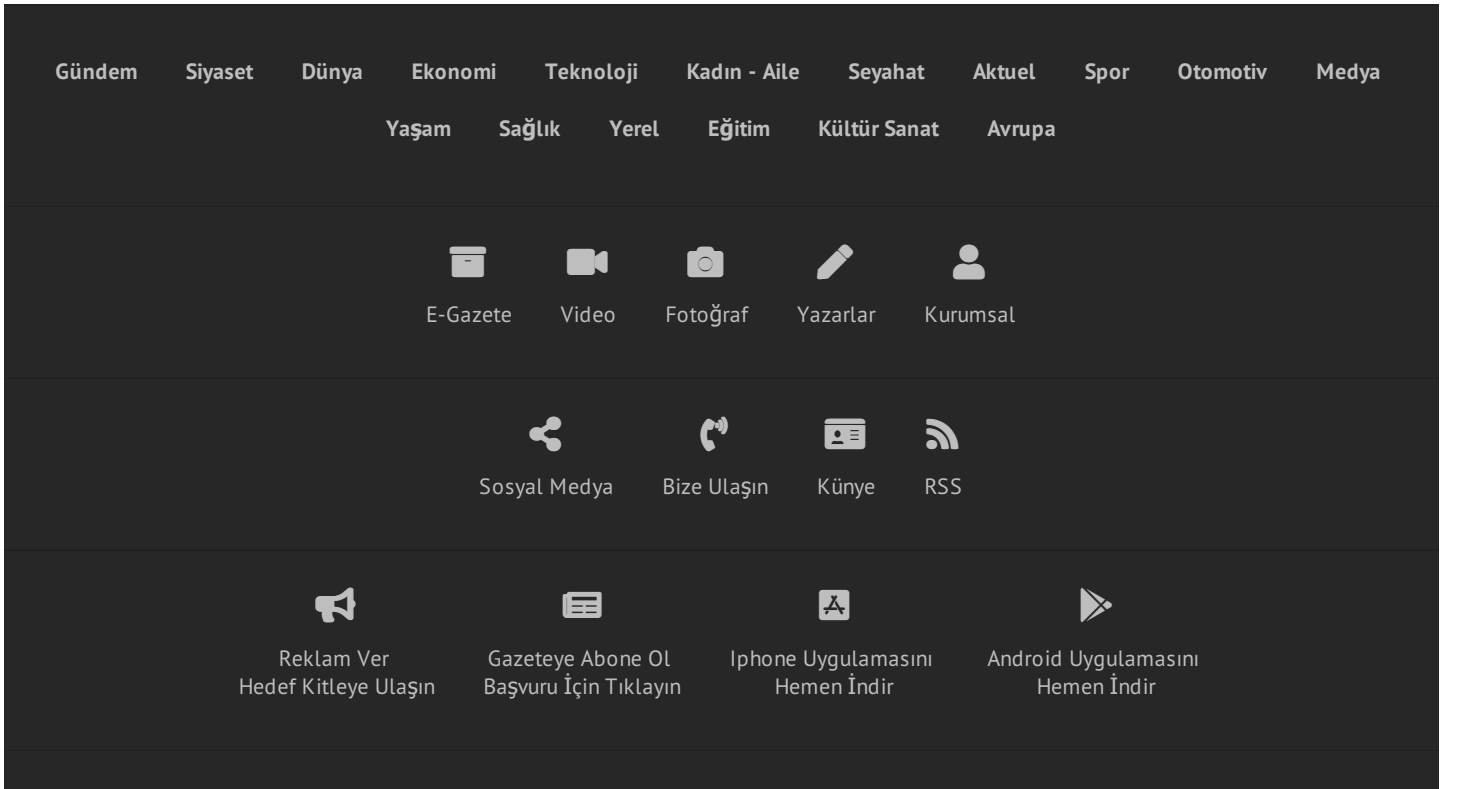 Gündem Siyaset Dünya Ekonomi Teknoloji Kadın - Aile Seyahat Aktuel Spor Otomotiv Medya
Yaşam Sağlık Yerel Eğitim Kültür Sanat Avrupa
E-Gazete Video Fotoğraf Yazarlar Kurumsal
Sosyal Medya Bize Ulaşın Künye RSS
Reklam Ver Gazeteye Abone Ol Iphone Uygulamasını Android Uygulamasını
Hedef Kitleye Ulaşın Başvuru İçin Tıklayın Hemen İndir Hemen İndir